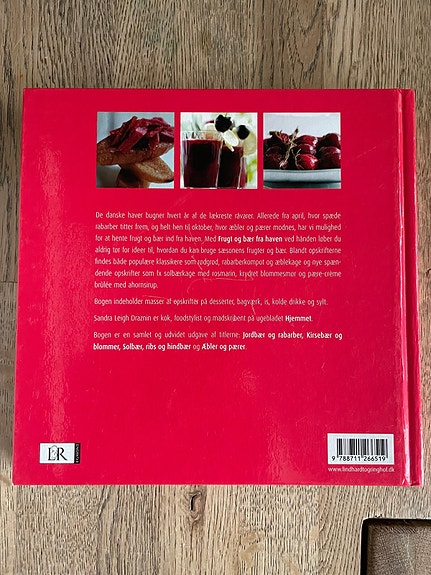 De danske haver bugner hvert år af de lækreste råvarer. Allerede fra april, hvor spæde
rabarber titter frem, og helt hen til oktober, hvor æbler og pærer modnes, har vi mulighed
for at hente frugt og bær ind fra haven. Med Frugt og bær fra haven ved hånden løber du
aldrig tør for ideer til, hvordan du kan bruge sæsonens frugter og bær. Blandt opskrifterne
findes både populære klassikere som rødgrød, rabarberkompot og æblekage og nye spæn-
dende opskrifter som fx solbærkage med rosmarin, krydret blommesmør og pære-crème
brûlée med ahornsirup.
Bogen indeholder masser af opskrifter på desserter, bagværk, is, kolde drikke og sylt.
Sandra Leigh Draznin er kok, foodstylist og madskribent på ugebladet Hjemmet.
Bogen er en samlet og udvidet udgave af titlerne: Jordbær og rabarber, Kirsebær og
blommer, Solbær, ribs og hindbær og Æbler og pærer.
L&R
9 788711 266519
www.lindhardtogringhof.dk